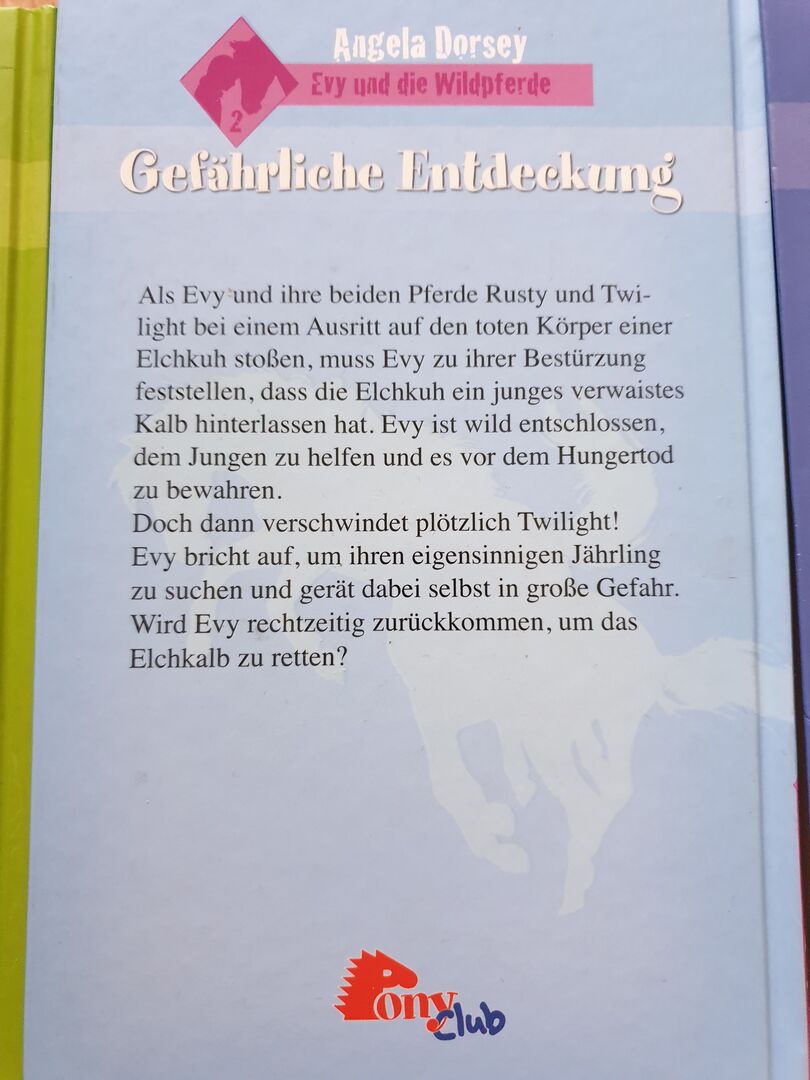 Angela Dorsey
Evy und die Wildpferde
2
Gefährliche Entdeckung
Als Evy und ihre beiden Pferde Rusty und Twi-
light bei einem Ausritt auf den toten Körper einer
Elchkuh stoßen, muss Evy zu ihrer Bestürzung
feststellen, dass die Elchkuh ein junges verwaistes
Kalb hinterlassen hat. Evy ist wild entschlossen,
dem Jungen zu helfen und es vor dem Hungertod
zu bewahren.
Doch dann verschwindet plötzlich Twilight!
Evy bricht auf, um ihren eigensinnigen Jährling
zu suchen und gerät dabei selbst in große Gefahr.
Wird Evy rechtzeitig zurückkommen, um das
Elchkalb zu retten?
Pony
club